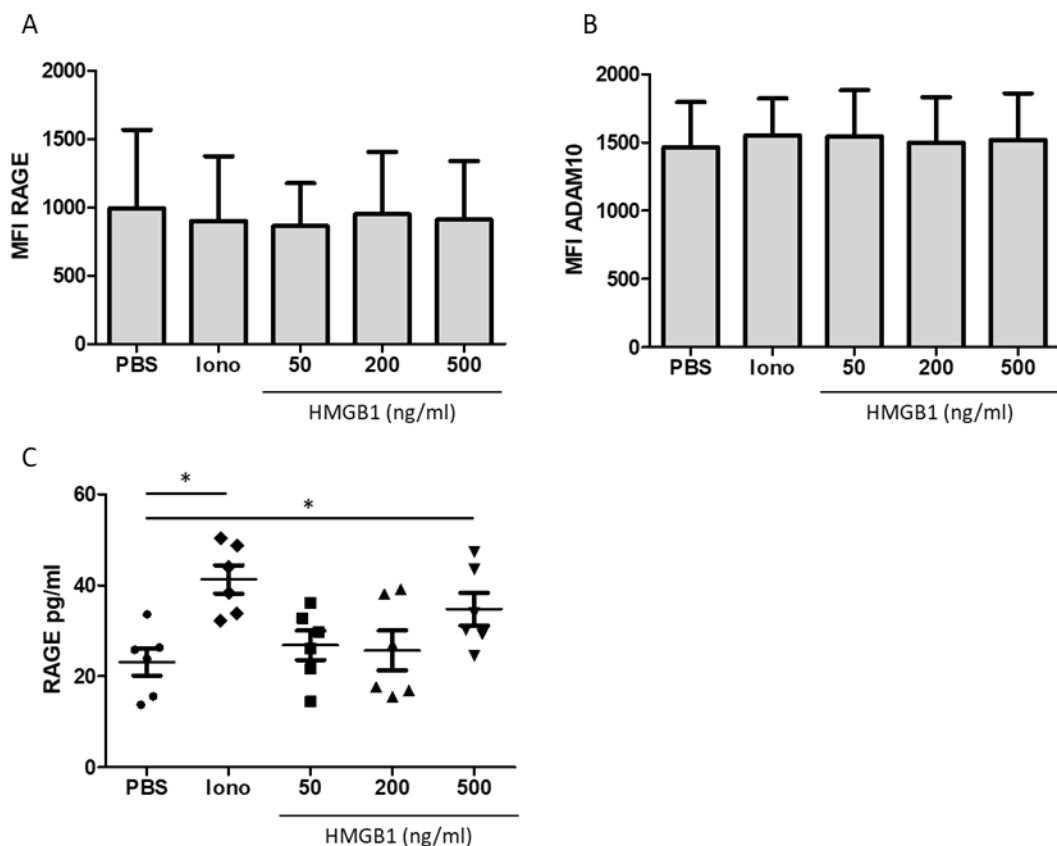 A
2000
1500
1000
500
0
MFI RAGE
PBS Iono 50 200 500
HMGB1 (ng/ml)
B
2000
1500
1000
500
0
MFI ADAM10
PBS Iono 50 200 500
HMGB1 (ng/ml)
C
*
*
60
40
20
0
RAGE pg/ml
PBS Iono 50 200 500
HMGB1 (ng/ml)